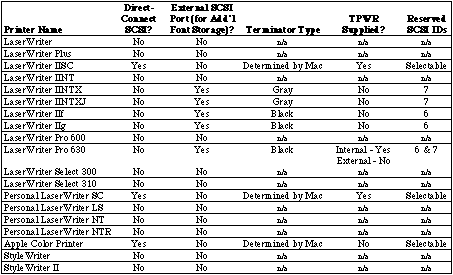 Printer Name Direct-Connect SCSI? External SCSI Port (for Add'l Font Storage)? Terminator Type TPWR Supplied? Reserved SCSI IDs
LaserWriter No No n/a n/a n/a
LaserWriter Plus No No n/a n/a n/a
LaserWriter IISC Yes No Determined by Mac Yes Selectable
LaserWriter IINT No No n/a n/a n/a
LaserWriter IINTX No Yes Gray No 7
LaserWriter IINTXJ No Yes Gray No 7
LaserWriter IIf No Yes Black No 6
LaserWriter IIg No Yes Black No 6
LaserWriter Pro 600 No No n/a n/a n/a
LaserWriter Pro 630 No Yes Black Internal - Yes 6 & 7
External - No
LaserWriter Select 300 No No n/a n/a n/a
LaserWriter Select 310 No No n/a n/a n/a
Personal LaserWriter SC Yes No Determined by Mac Yes Selectable
Personal LaserWriter LS No No n/a n/a n/a
Personal LaserWriter NT No No n/a n/a n/a
Personal LaserWriter NTR No No n/a n/a n/a
Apple Color Printer Yes No Determined by Mac No Selectable
StyleWriter No No n/a n/a n/a
StyleWriter II No No n/a n/a n/a